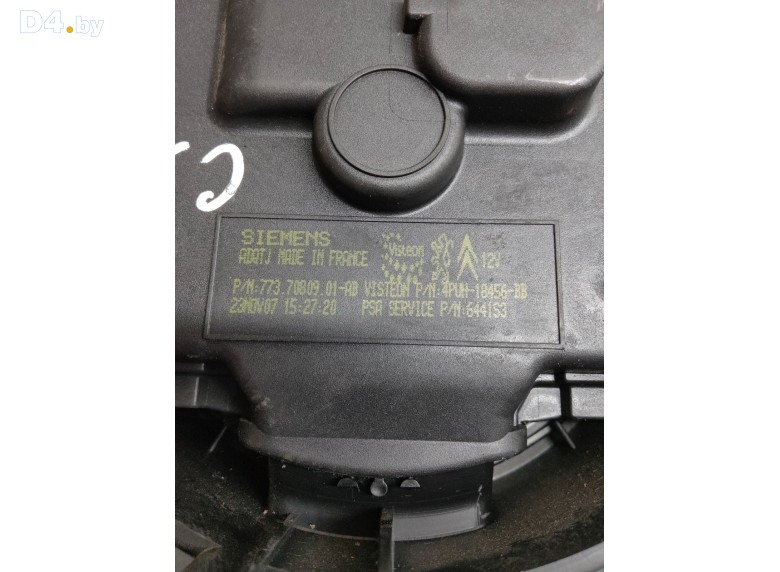 D4.by
SIEMENS
ADQTJ MADE IN FRANCE
Visteon
12V
P/N:773.70809.01-AB VISTEON P/N:4PUH-18456-BB
23NOV07 15:27:20 PSA SERVICE P/N:6441S3